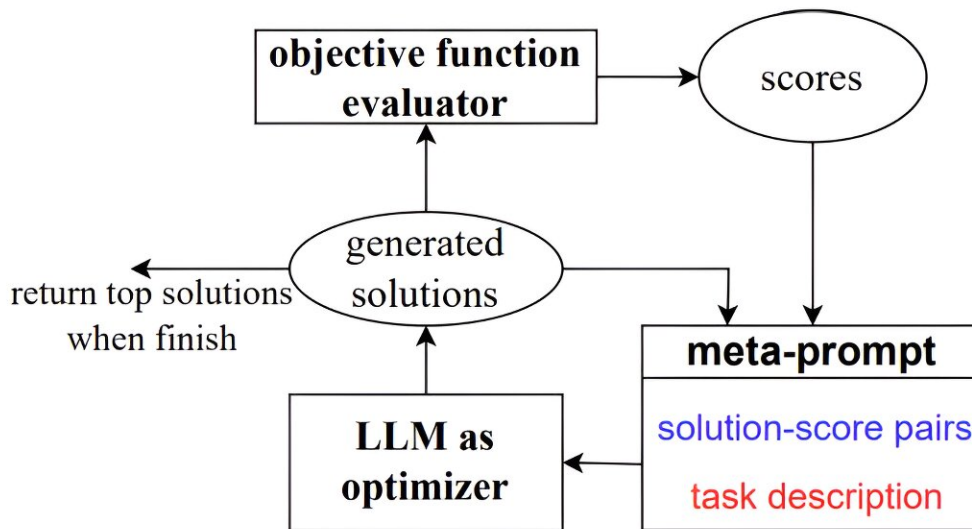 objective function
evaluator
scores
generated
solutions
return top solutions
when finish
meta-prompt
solution-score pairs
task description
LLM as
optimizer